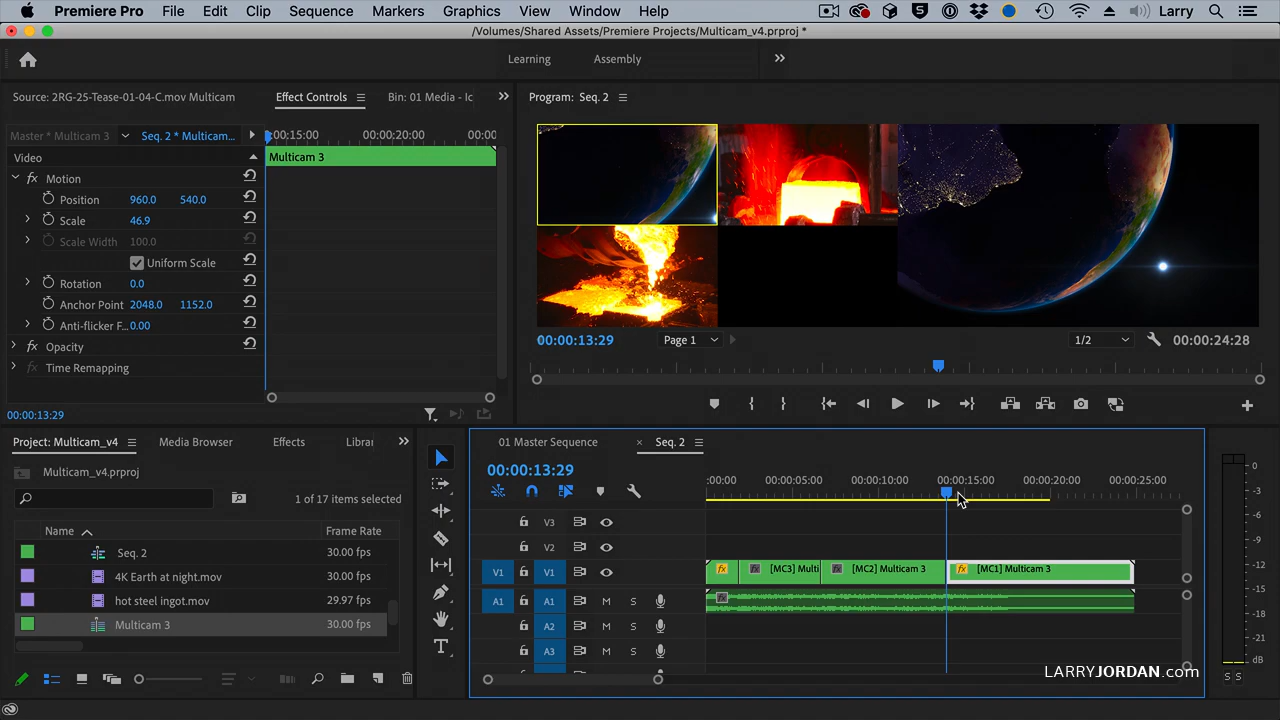 Premiere Pro File Edit Clip Sequence Markers Graphics View Window Help Larry
/Volumes/Shared Assets/Premiere Projects/Multicam_v4.prproj *
Learning Assembly
Source: 2RG-25-Tease-01-04-C.mov Multicam Effect Controls Bin: 01 Media - Ic Program: Seq. 2
Master * Multicam 3 Seq. 2 * Multicam... 00;15:00 00:00:20:00 00:00
Video Multicam 3
fx Motion
Position 960.0 540.0
Scale 46.9
Scale Width 100.0
Uniform Scale
Rotation 0.0
Anchor Point 2048.0 1152.0
Anti-flicker F... 0.00
fx Opacity
fx Time Remapping
00:00:13:29 Page 1 1/2 00:00:24:28
00:00:13:29
Project: Multicam_v4 Media Browser Effects Librar
Multicam_v4.prproj
1 of 17 items selected
Name Frame Rate
Seq. 2 30.00 fps
4K Earth at night.mov 30.00 fps
hot steel ingot.mov 29.97 fps
Multicam 3 30.00 fps
01 Master Sequence × Seq. 2
00:00:13:29
:00:00 00:00:05:00 00:00:10:00 00:00:15:00 00:00:20:00 00:00:25:00
V3
V2
V1 V1 fx fx [MC3] Multi fx [MC2] Multicam 3 fx [MC1] Multicam 3
A1 A1 M S fx
A2 M S
A3 M S
0
-3
-6
-9
-12
-15
-18
-21
dB
S S
LARRYJORDAN.com